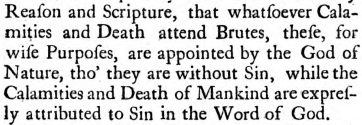 Reaſon and Scripture, that whatſoever Cala-
mities and Death attend Brutes, theſe, for
wiſe Purpoſes, are appointed by the God of
Nature, tho' they are without Sin, while the
Calamities and Death of Mankind are expreſ-
ly attributed to Sin in the Word of God.